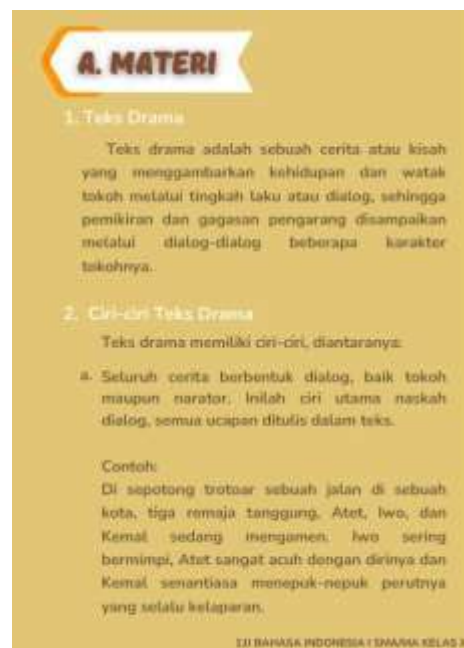 A. MATERI
1. Teks Drama
Teks drama adalah sebuah cerita atau kisah
yang menggambarkan kehidupan dan watak
tokoh melalui tingkah laku atau dialog, sehingga
pemikiran dan gagasan pengarang disampaikan
melalui dialog-dialog beberapa karakter
tokohnya.
2. Ciri-ciri Teks Drama
Teks drama memiliki ciri-ciri, diantaranya:
a. Seluruh cerita berbentuk dialog, baik tokoh
maupun narator. Inilah ciri utama naskah
dialog, semua ucapan ditulis dalam teks.
Contoh:
Di sepotong trotoar sebuah jalan di sebuah
kota, tiga remaja tanggung, Atet, Iwo, dan
Kemal sedang mengamen. Iwo sering
bermimpi, Atet sangat acuh dengan dirinya dan
Kemal senantiasa menepuk-nepuk perutnya
yang selalu kelaparan.
BAHASA INDONESIA I SMA/MA KELAS